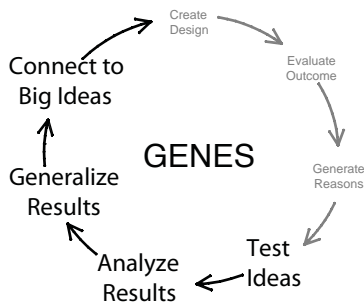 Create
Design
Evaluate
Outcome
Generate
Reasons
Test
Ideas
Analyze
Results
Generalize
Results
Connect to
Big Ideas
GENES